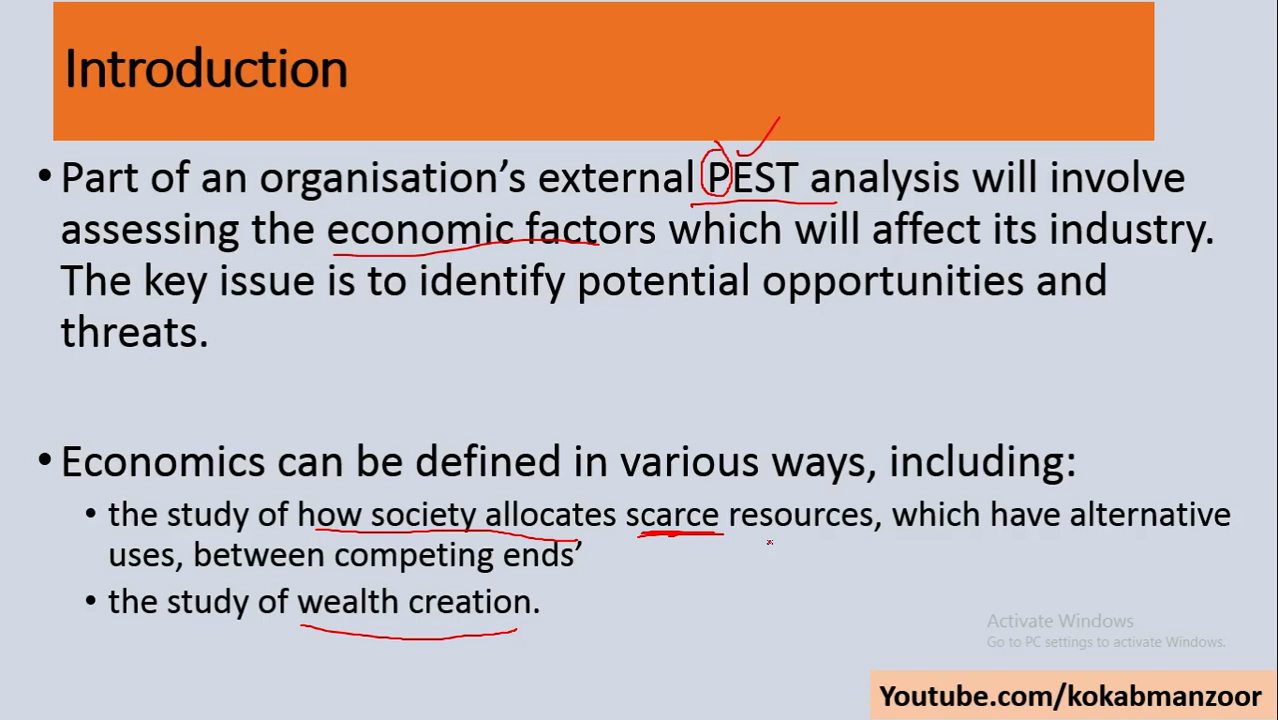 Introduction
• Part of an organisation’s external PEST analysis will involve
assessing the economic factors which will affect its industry.
The key issue is to identify potential opportunities and
threats.
• Economics can be defined in various ways, including:
• the study of how society allocates scarce resources, which have alternative
uses, between competing ends’
• the study of wealth creation.
Activate Windows
Go to PC settings to activate Windows.
Youtube.com/kokabmanzoor